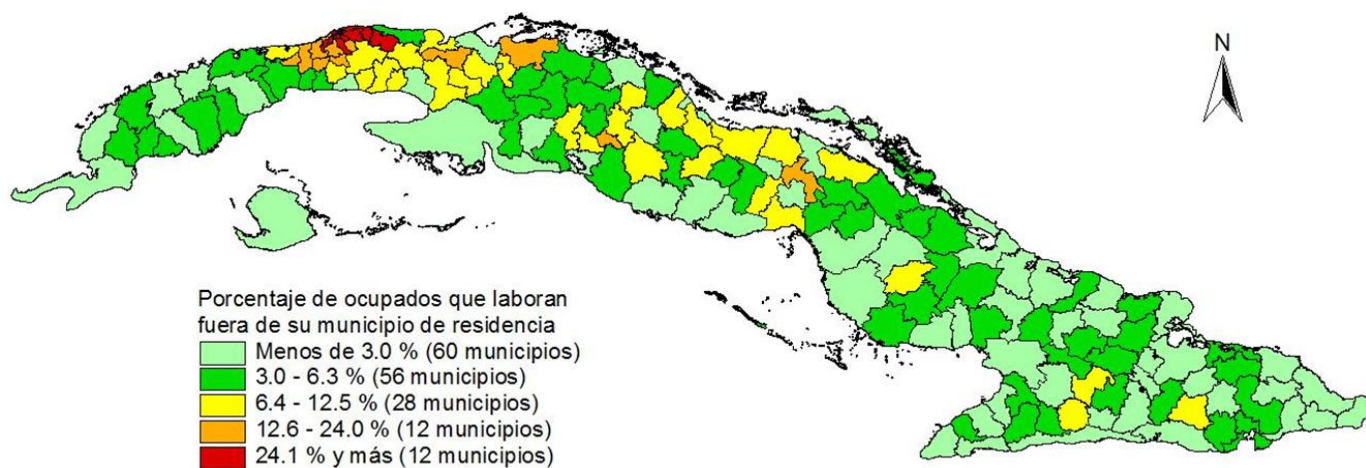 N
Porcentaje de ocupados que laboran
fuera de su municipio de residencia
Menos de 3.0 % (60 municipios)
3.0 - 6.3 % (56 municipios)
6.4 - 12.5 % (28 municipios)
12.6 - 24.0 % (12 municipios)
24.1 % y más (12 municipios)